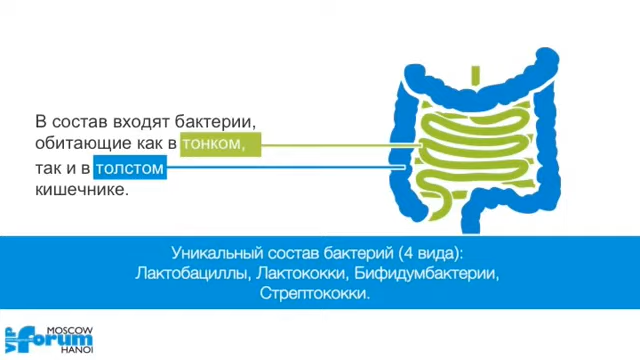 В состав входят бактерии,
обитающие как в тонком,
так и в толстом
кишечнике.
Уникальный состав бактерий (4 вида):
Лактобациллы, Лактококки, Бифидумбактерии,
Стрептококки.
VIP forum MOSCOW
HANOI